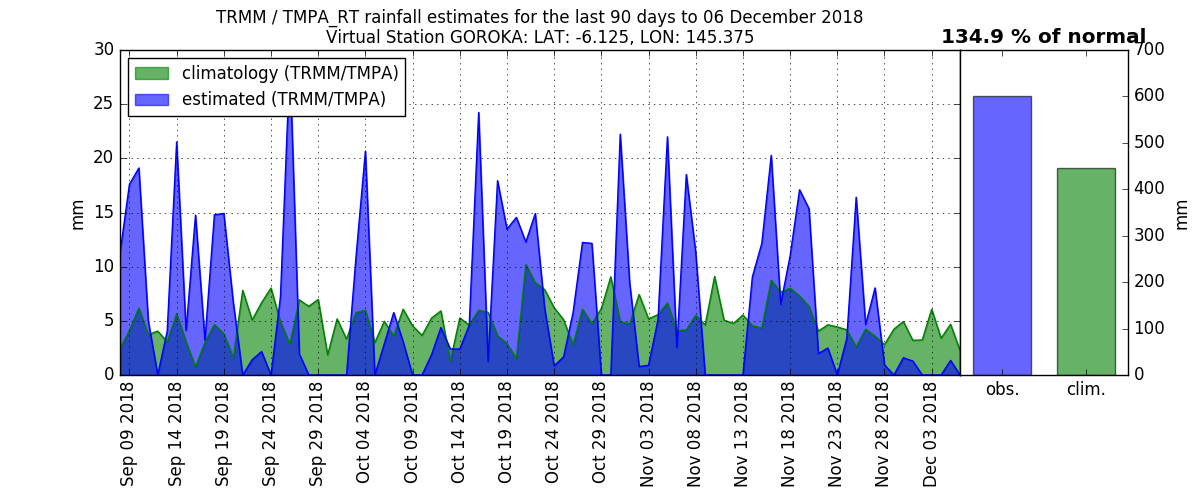 TRMM / TMPA_RT rainfall estimates for the last 90 days to 06 December 2018
Virtual Station GOROKA: LAT: -6.125, LON: 145.375
134.9 % of normal
climatology (TRMM/TMPA)
estimated (TRMM/TMPA)
mm
30
25
20
15
10
5
0
Sep 09 2018
Sep 14 2018
Sep 19 2018
Sep 24 2018
Sep 29 2018
Oct 04 2018
Oct 09 2018
Oct 14 2018
Oct 19 2018
Oct 24 2018
Oct 29 2018
Nov 03 2018
Nov 08 2018
Nov 13 2018
Nov 18 2018
Nov 23 2018
Nov 28 2018
Dec 03 2018
700
600
500
400
300
200
100
0
mm
obs.
clim.